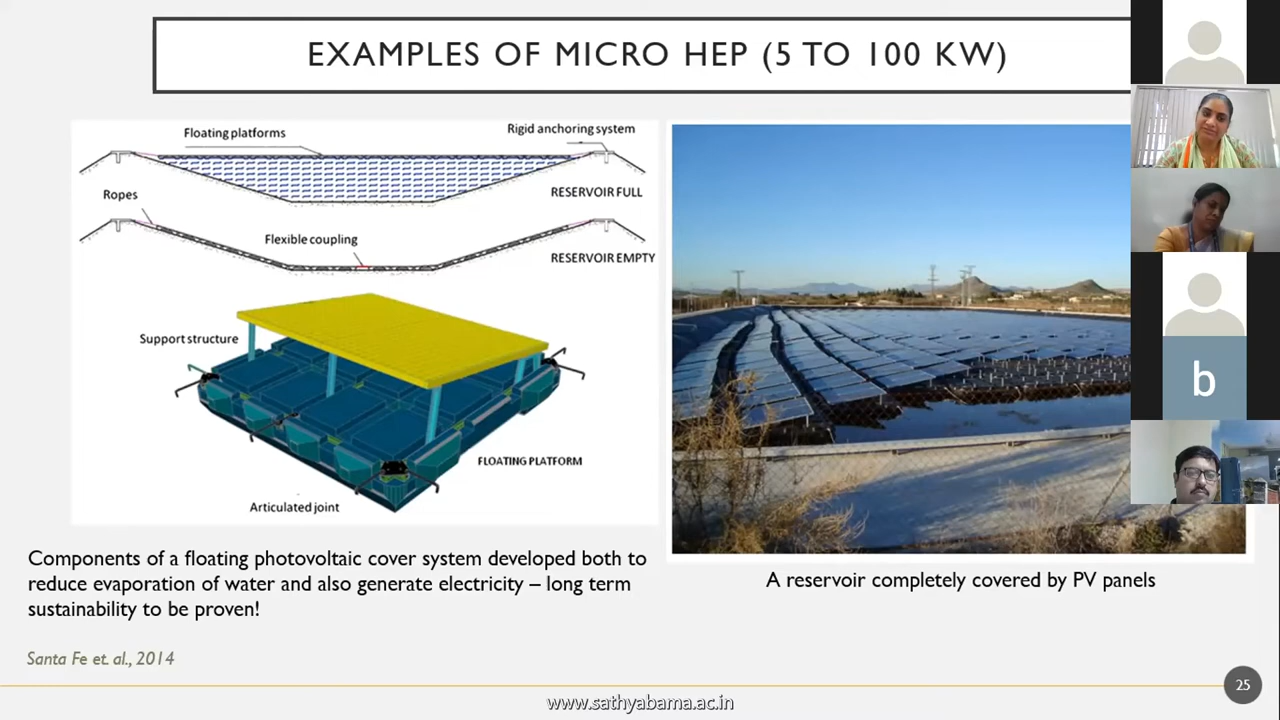 EXAMPLES OF MICRO HEP (5 TO 100 KW)
Floating platforms
Rigid anchoring system
RESERVOIR FULL
Ropes
Flexible coupling
RESERVOIR EMPTY
Support structure
FLOATING PLATFORM
Articulated joint
Components of a floating photovoltaic cover system developed both to
reduce evaporation of water and also generate electricity – long term
sustainability to be proven!
A reservoir completely covered by PV panels
Santa Fe et. al., 2014
b
25
www.sathyabama.ac.in